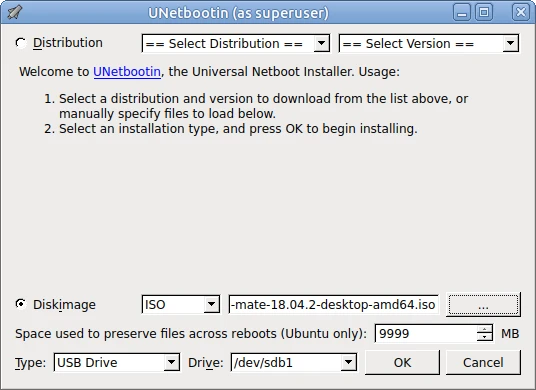 UNetbootin (as superuser)
Distribution == Select Distribution == == Select Version ==
Welcome to UNetbootin, the Universal Netboot Installer. Usage:
1. Select a distribution and version to download from the list above, or
manually specify files to load below.
2. Select an installation type, and press OK to begin installing.
Diskimage ISO -mate-18.04.2-desktop-amd64.iso ...
Space used to preserve files across reboots (Ubuntu only): 9999 MB
Type: USB Drive Drive: /dev/sdb1 OK Cancel